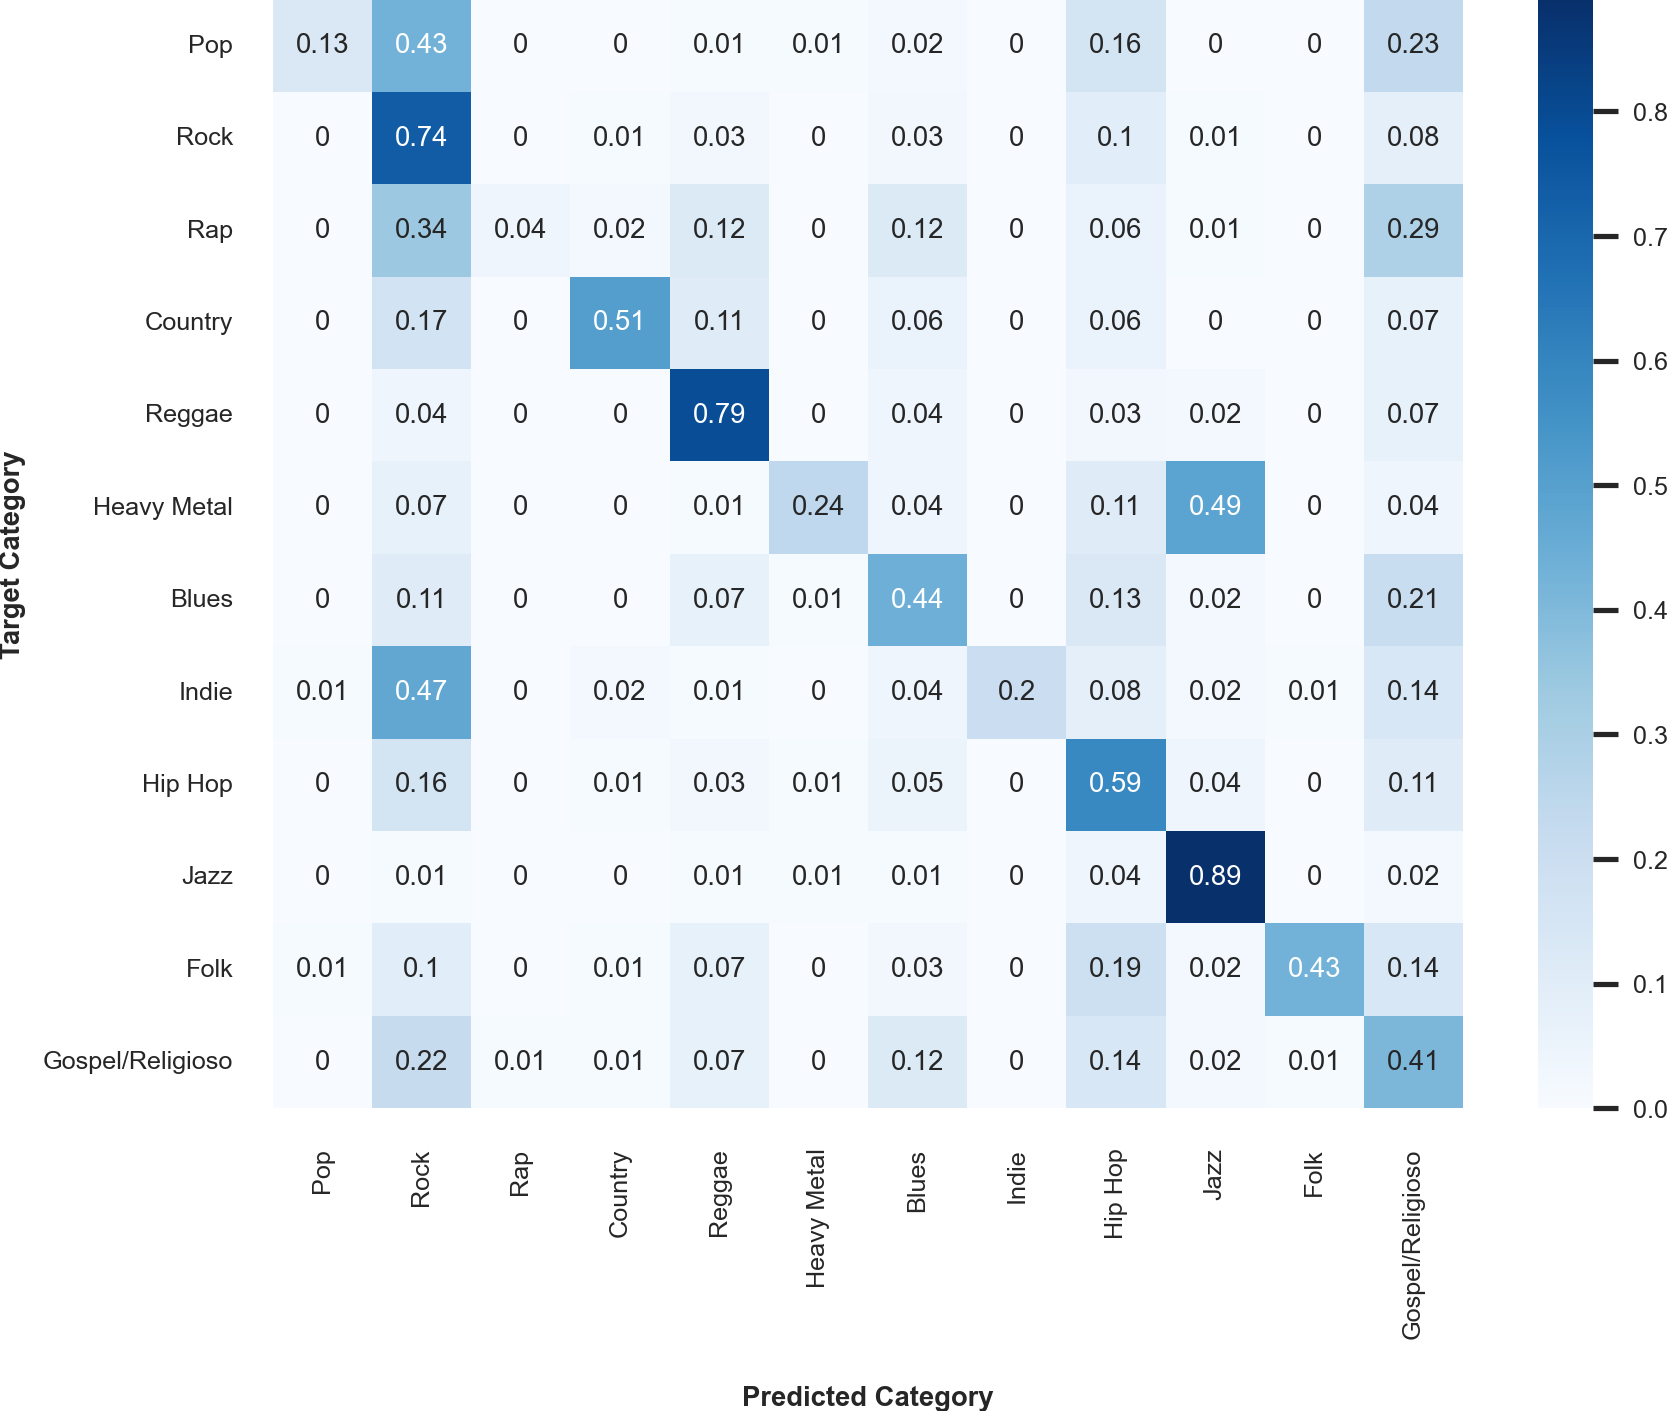 Pop 0.13 0.43 0 0 0.01 0.01 0.02 0 0.16 0 0 0.23
Rock 0 0.74 0 0.01 0.03 0 0.03 0 0.1 0.01 0 0.08
Rap 0 0.34 0.04 0.02 0.12 0 0.12 0 0.06 0.01 0 0.29
Country 0 0.17 0 0.51 0.11 0 0.06 0 0.06 0 0 0.07
Reggae 0 0.04 0 0 0.79 0 0.04 0 0.03 0.02 0 0.07
Heavy Metal 0 0.07 0 0 0.01 0.24 0.04 0 0.11 0.49 0 0.04
Blues 0 0.11 0 0 0.07 0.01 0.44 0 0.13 0.02 0 0.21
Indie 0.01 0.47 0 0.02 0.01 0 0.04 0.2 0.08 0.02 0.01 0.14
Hip Hop 0 0.16 0 0.01 0.03 0.01 0.05 0 0.59 0.04 0 0.11
Jazz 0 0.01 0 0 0.01 0.01 0.01 0 0.04 0.89 0 0.02
Folk 0.01 0.1 0 0.01 0.07 0 0.03 0 0.19 0.02 0.43 0.14
Gospel/Religioso 0 0.22 0.01 0.01 0.07 0 0.12 0 0.14 0.02 0.01 0.41
Target Category
Pop
Rock
Rap
Country
Reggae
Heavy Metal
Blues
Indie
Hip Hop
Jazz
Folk
Gospel/Religioso
Predicted Category
0.8
0.7
0.6
0.5
0.4
0.3
0.2
0.1
0.0